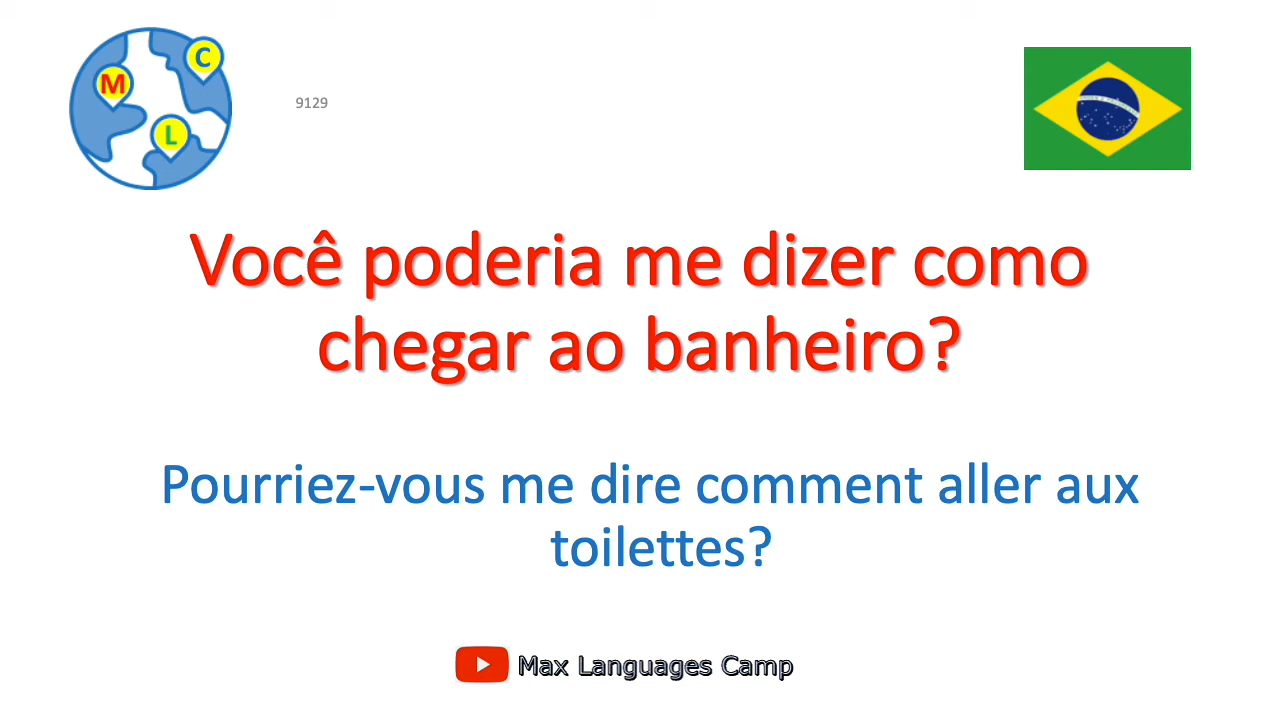 C
M
L
9129
Você poderia me dizer como
chegar ao banheiro?
Pourriez-vous me dire comment aller aux
toilettes?
Max Languages Camp